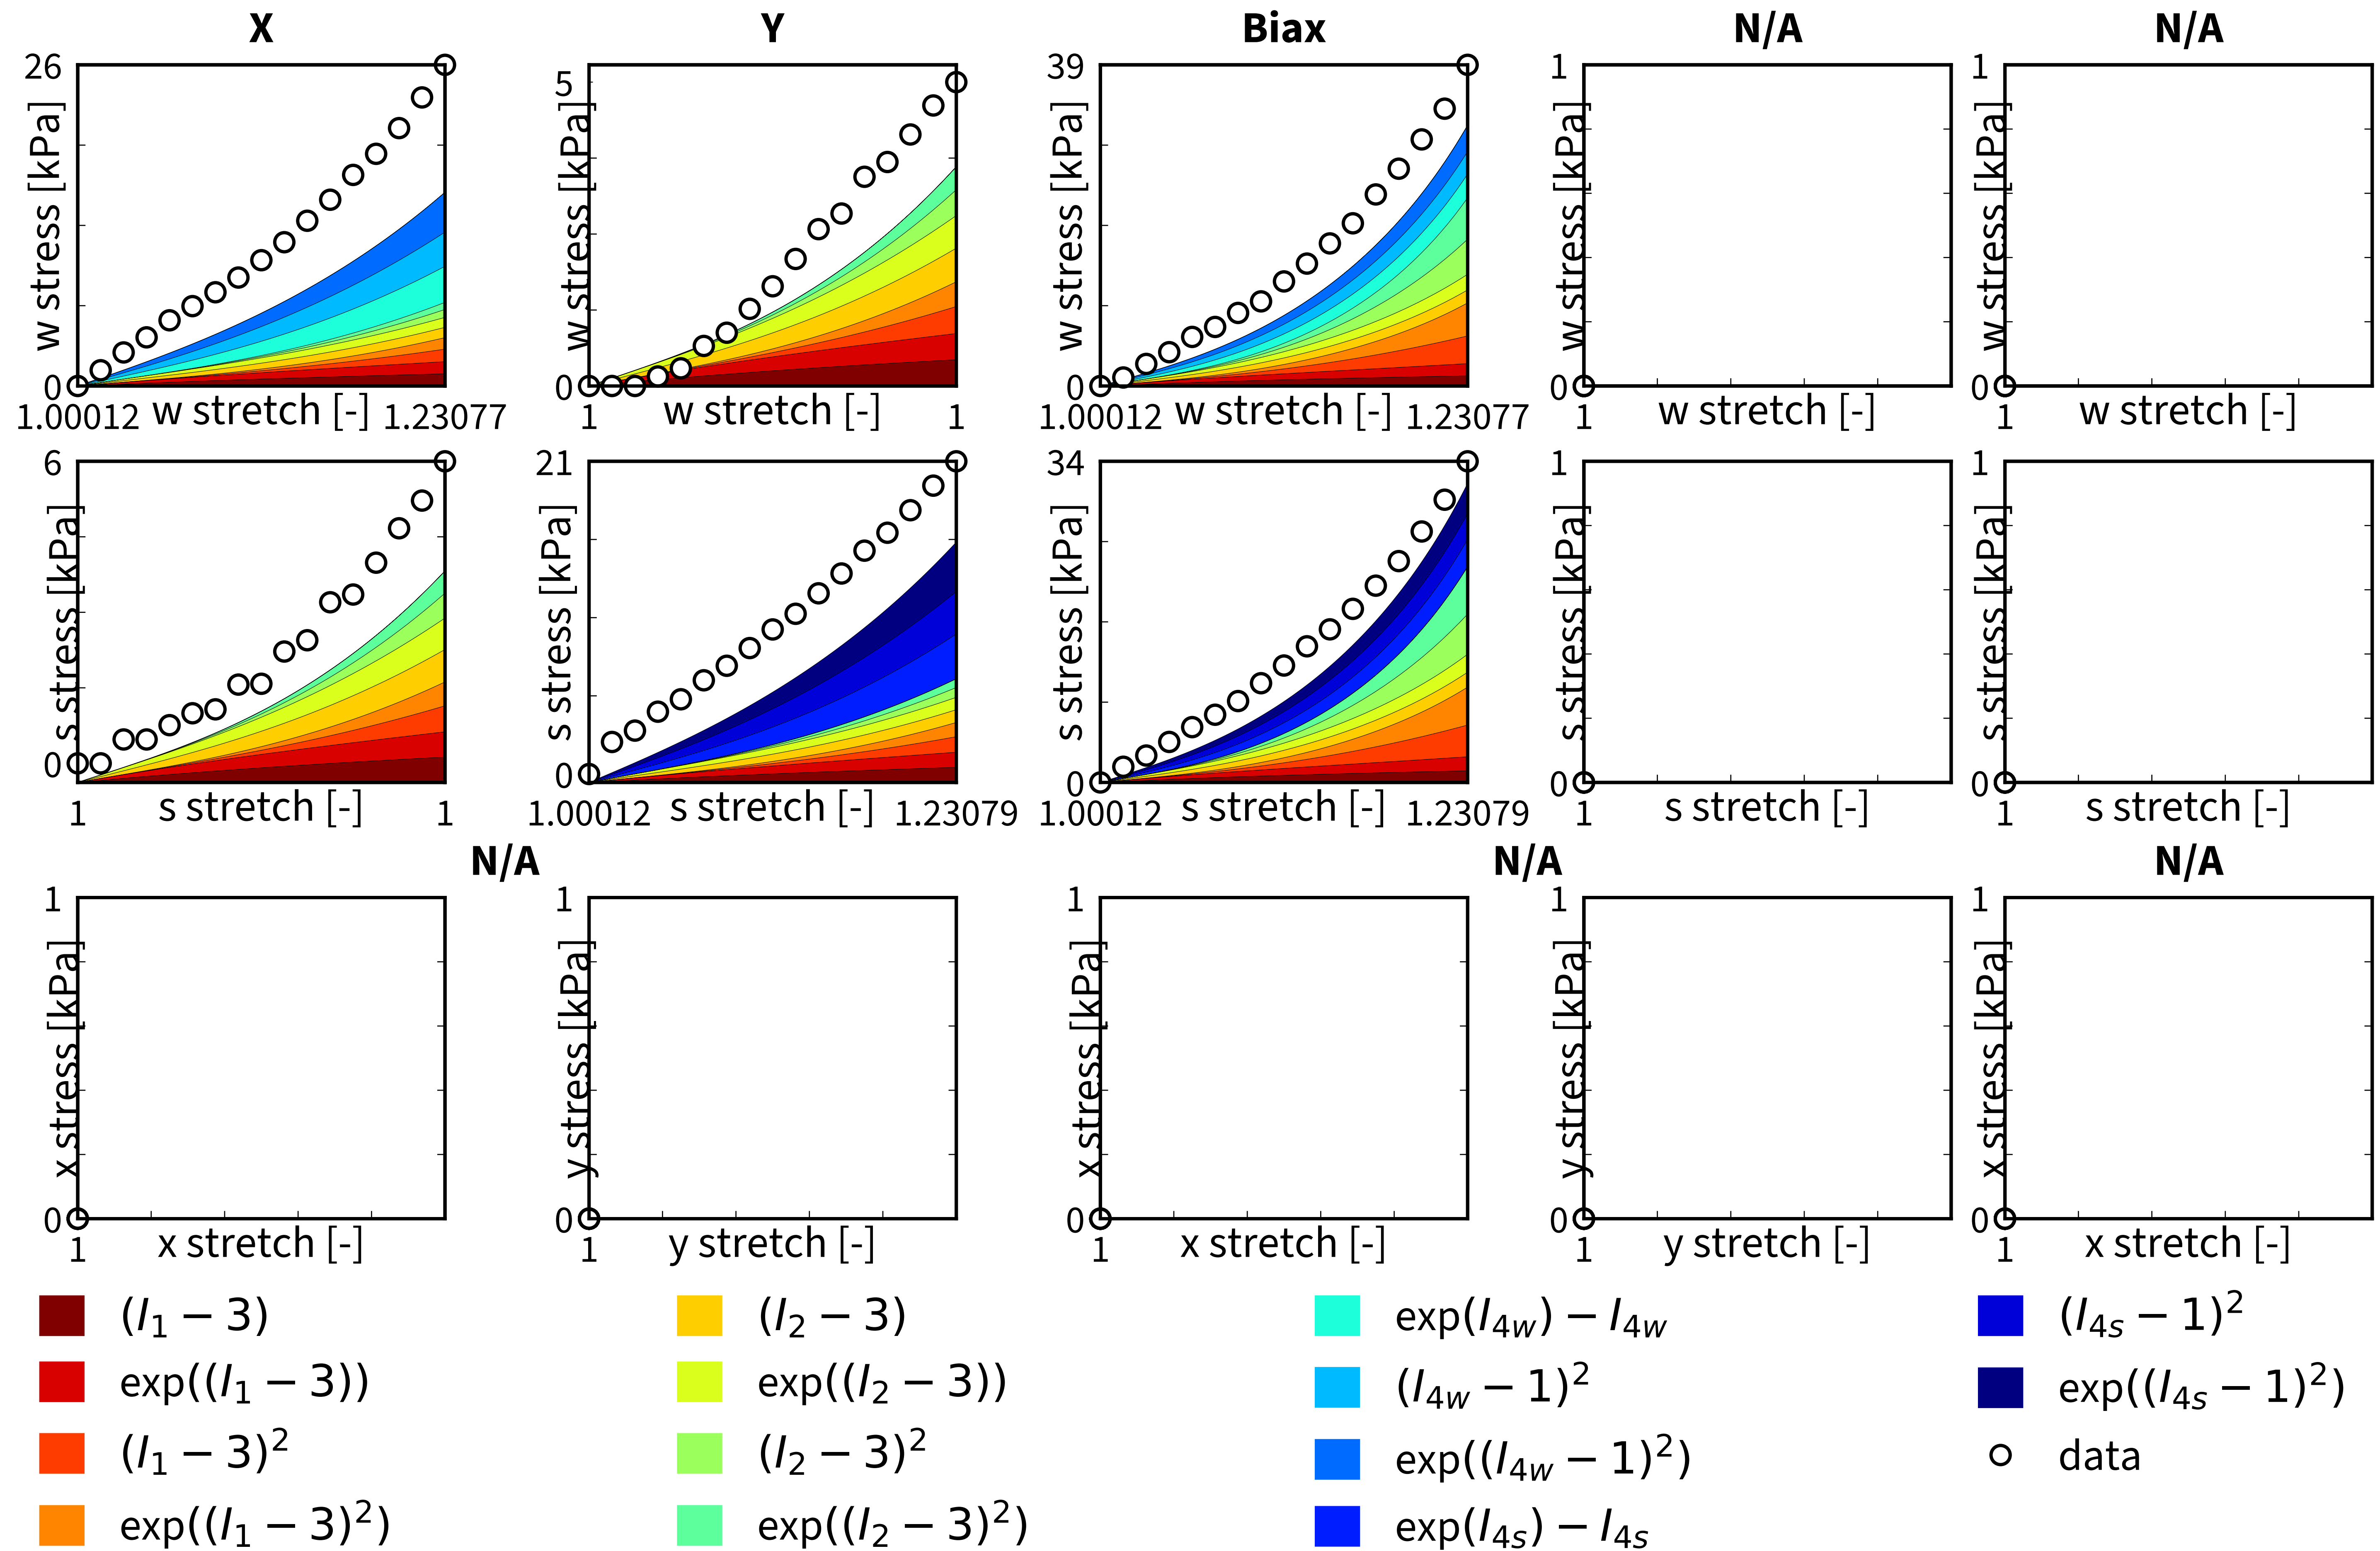 X Y Biax N/A N/A
26 5 39 1 1
w stress [kPa] w stress [kPa] w stress [kPa] w stress [kPa] w stress [kPa]
0 0 0 0 0
1.00012 w stretch [-] 1.23077 1 w stretch [-] 1 1.00012 w stretch [-] 1.23077 1 w stretch [-] 1 w stretch [-]
6 21 34 1 1
s stress [kPa] s stress [kPa] s stress [kPa] s stress [kPa] s stress [kPa]
0 0 0 0 0
1 s stretch [-] 1 1.00012 s stretch [-] 1.23079 1.00012 s stretch [-] 1.23079 1 s stretch [-] 1 s stretch [-]
N/A N/A N/A
1 1 1 1 1
x stress [kPa] y stress [kPa] x stress [kPa] y stress [kPa] x stress [kPa]
0 0 0 0 0
1 x stretch [-] 1 y stretch [-] 1 x stretch [-] 1 y stretch [-] 1 x stretch [-]
(I₁ − 3) (I₂ − 3) exp(I₄w) − I₄w (I₄s − 1)²
exp((I₁ − 3)) exp((I₂ − 3)) (I₄w − 1)² exp((I₄s − 1)²)
(I₁ − 3)² (I₂ − 3)² exp((I₄w − 1)²) data
exp((I₁ − 3)²) exp((I₂ − 3)²) exp(I₄s) − I₄s